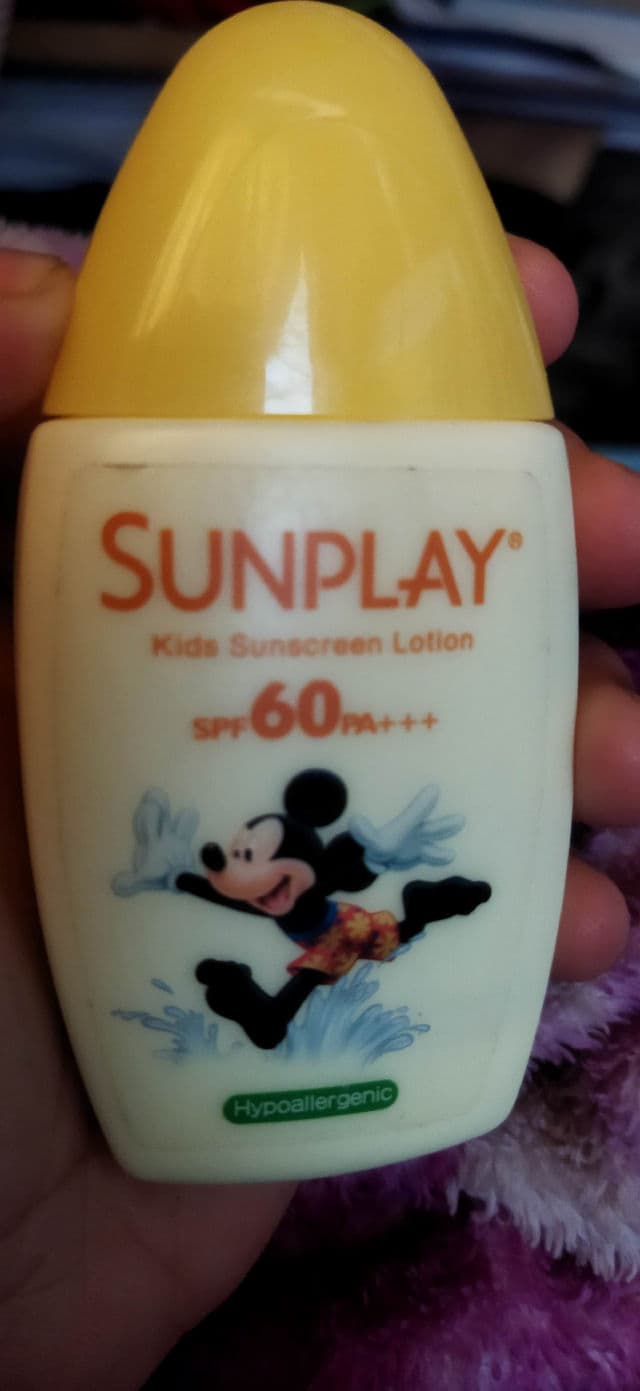 SUNPLAY®
Kids Sunscreen Lotion
SPF60PA+++
Hypoallergenic